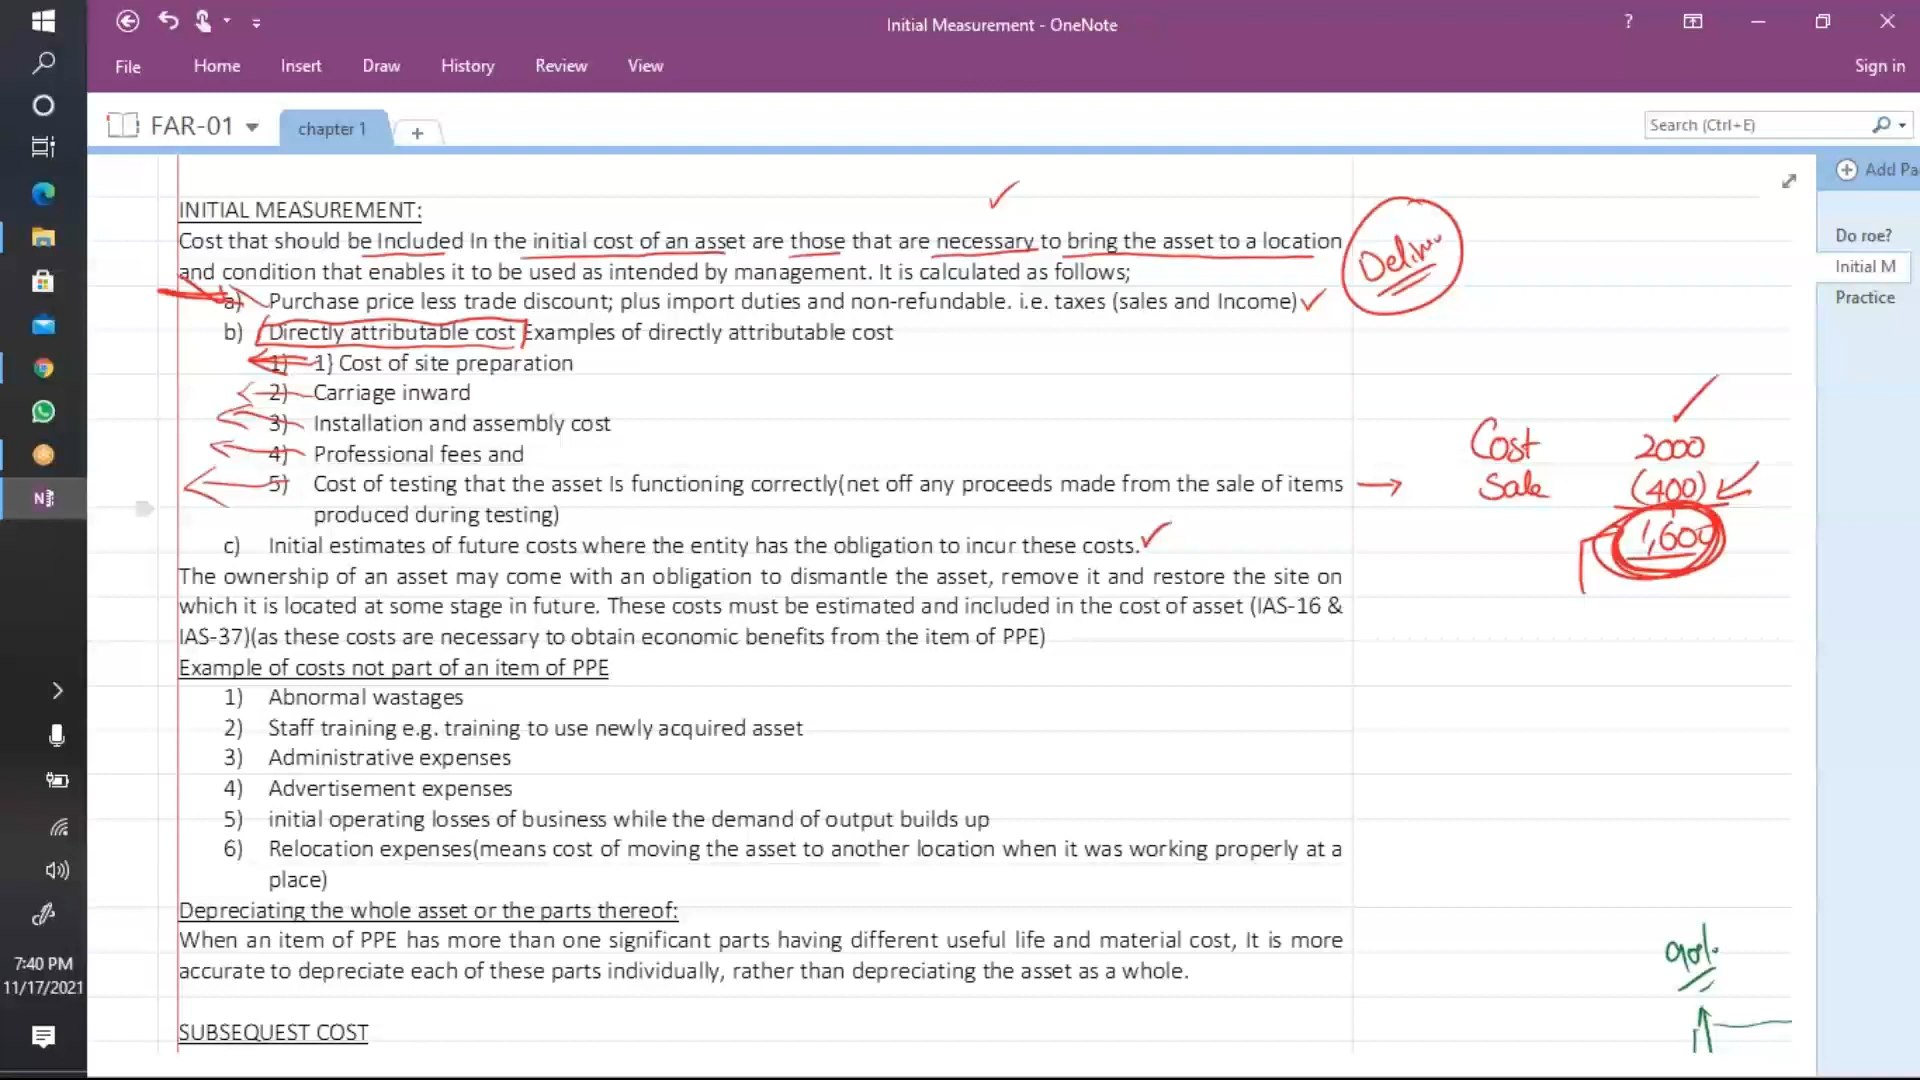 Initial Measurement - OneNote
?
File Home Insert Draw History Review View
Sign in
FAR-01 chapter 1 +
Search (Ctrl+E)
Add Pa
Do roe?
Initial M
Practice
INITIAL MEASUREMENT:
Cost that should be Included In the initial cost of an asset are those that are necessary to bring the asset to a location
and condition that enables it to be used as intended by management. It is calculated as follows;
a) Purchase price less trade discount; plus import duties and non-refundable. i.e. taxes (sales and Income)
b) Directly attributable cost Examples of directly attributable cost
1) 1} Cost of site preparation
2) Carriage inward
3) Installation and assembly cost
4) Professional fees and
5) Cost of testing that the asset Is functioning correctly(net off any proceeds made from the sale of items
produced during testing)
c) Initial estimates of future costs where the entity has the obligation to incur these costs.
The ownership of an asset may come with an obligation to dismantle the asset, remove it and restore the site on
which it is located at some stage in future. These costs must be estimated and included in the cost of asset (IAS-16 &
IAS-37)(as these costs are necessary to obtain economic benefits from the item of PPE)
Example of costs not part of an item of PPE
1) Abnormal wastages
2) Staff training e.g. training to use newly acquired asset
3) Administrative expenses
4) Advertisement expenses
5) initial operating losses of business while the demand of output builds up
6) Relocation expenses(means cost of moving the asset to another location when it was working properly at a
place)
Depreciating the whole asset or the parts thereof:
When an item of PPE has more than one significant parts having different useful life and material cost, It is more
accurate to depreciate each of these parts individually, rather than depreciating the asset as a whole.
SUBSEQUEST COST
Cost 2000
Sale (400)
1,600
7:40 PM
11/17/2021